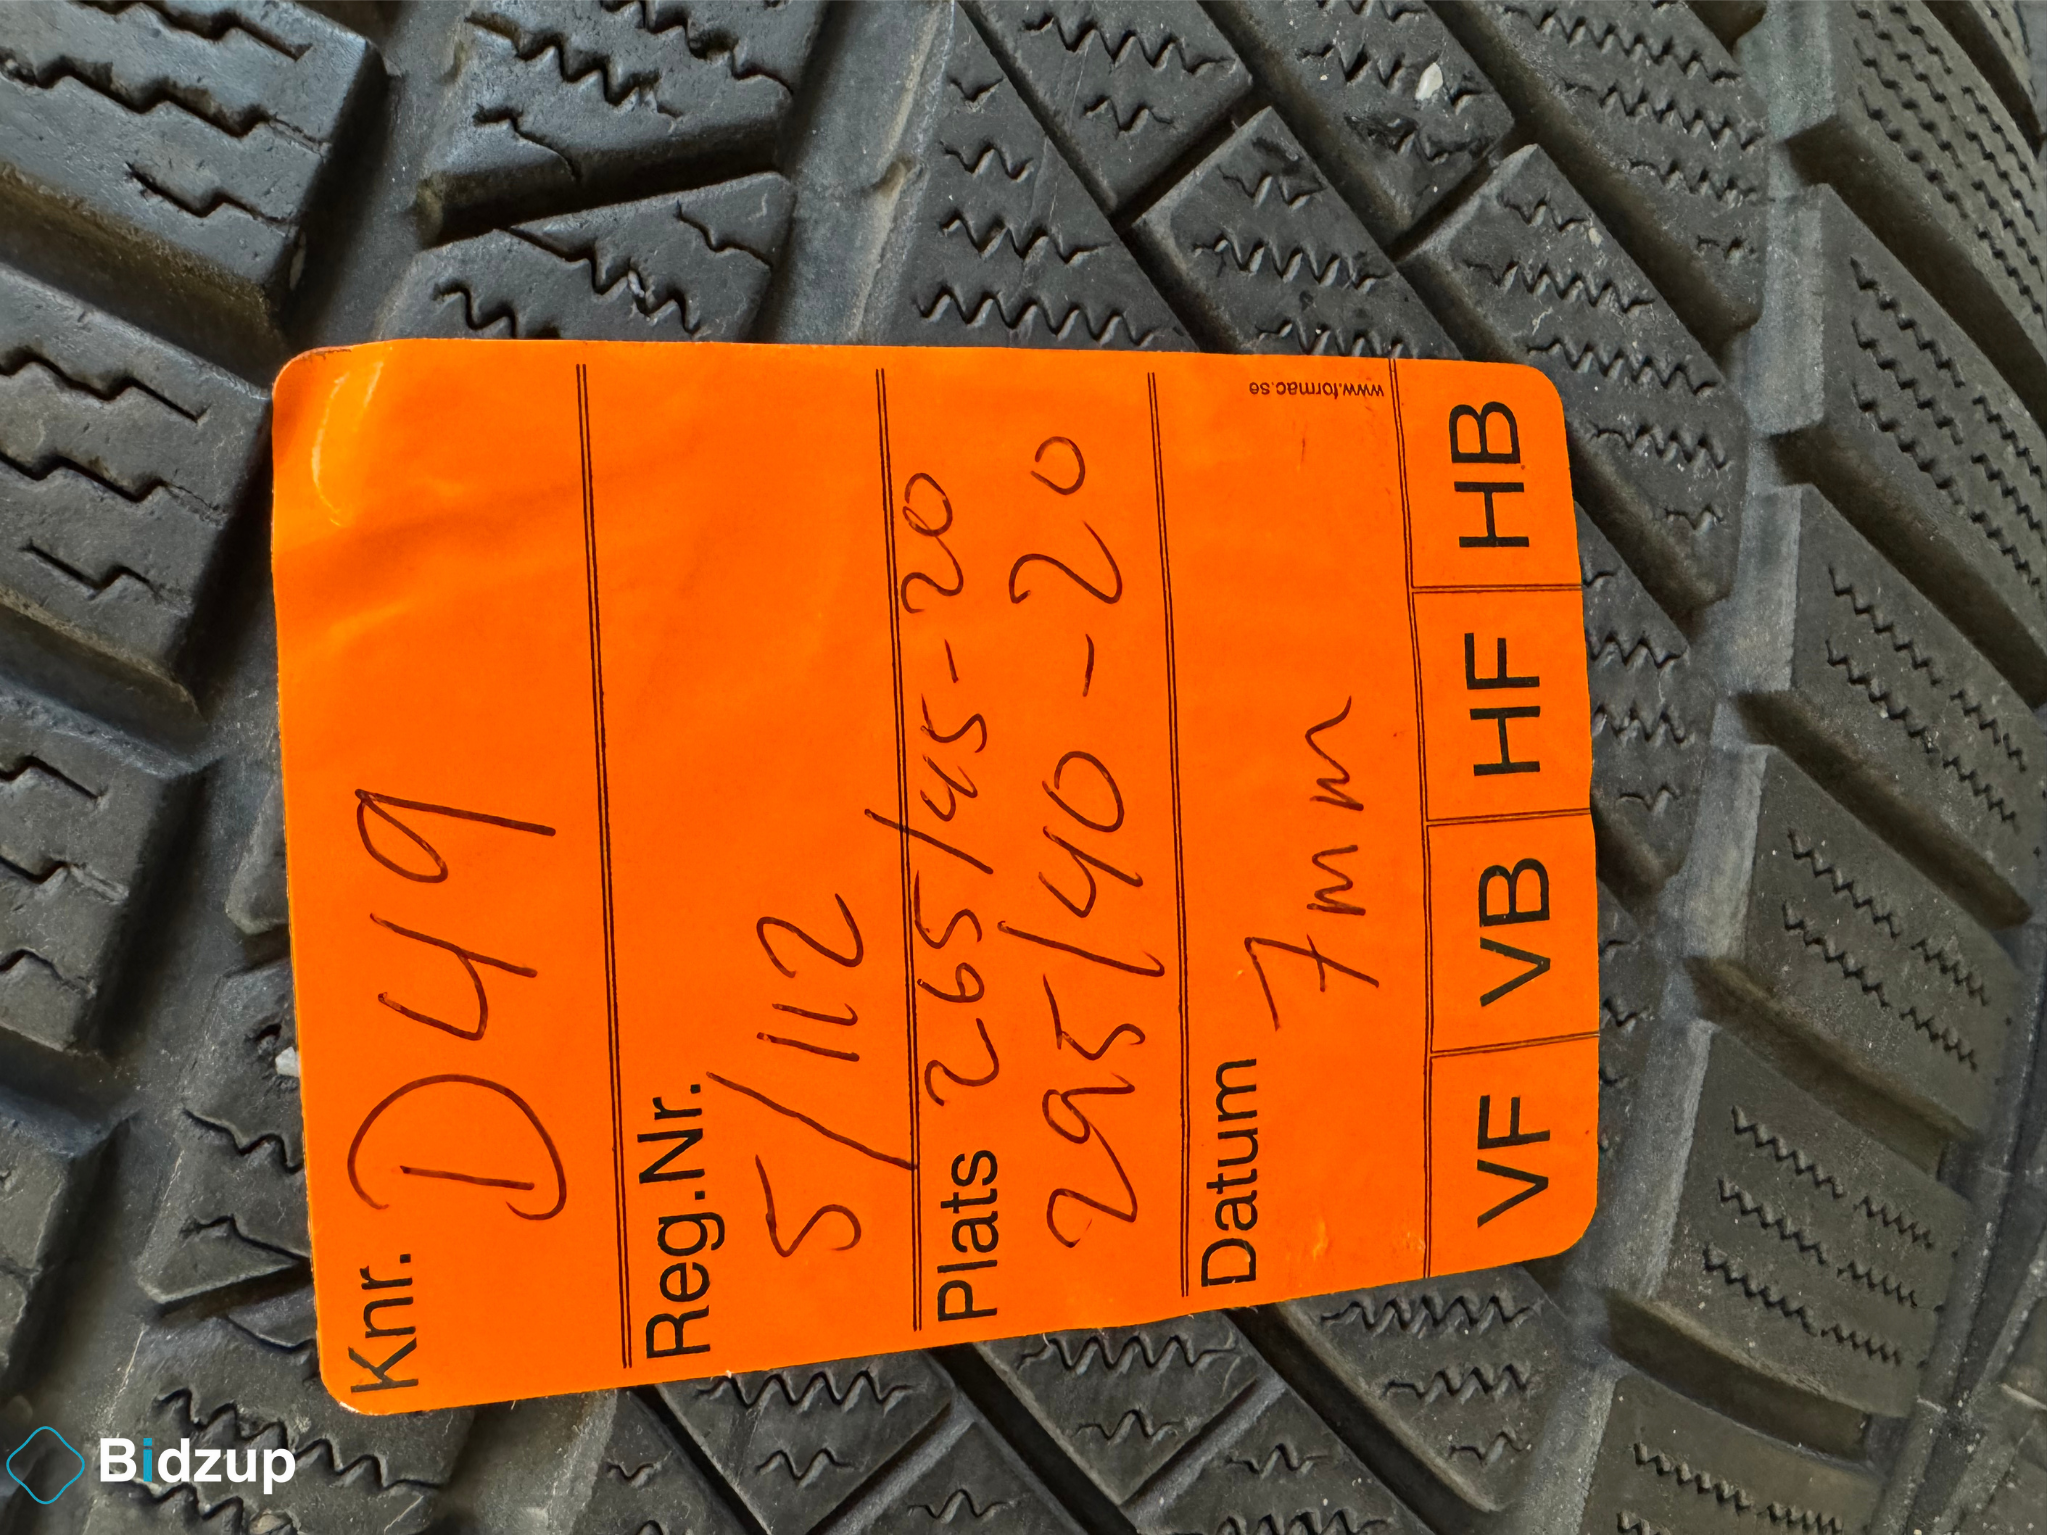 Knr. D49
Reg.Nr.
5/112
Plats 265/45-20
295/40-20
Datum
7mm
VF VB HF HB
www.formac.se
Bidzup